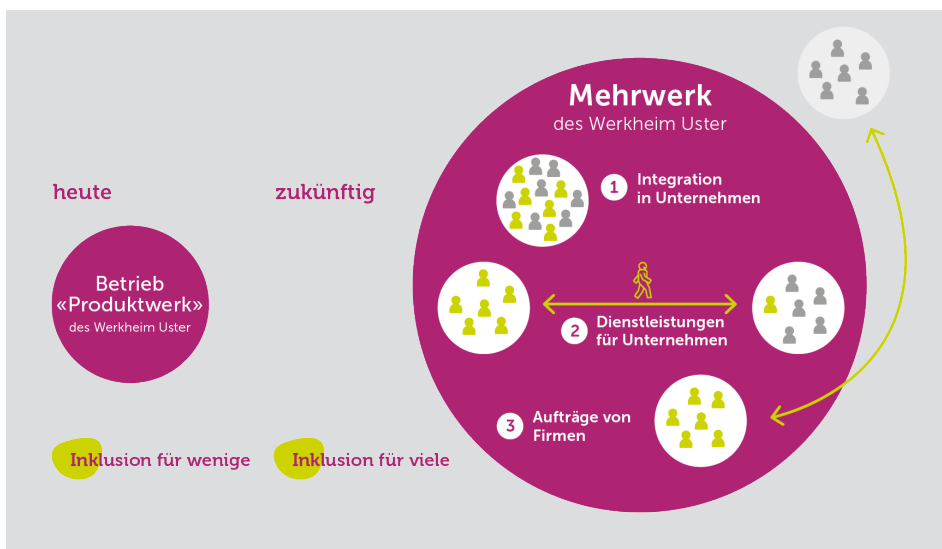 heute
Betrieb
«Produktwerk»
des Werkheim Uster
Inklusion für wenige
zukünftig
Inklusion für viele
Mehrwerk
des Werkheim Uster
1 Integration
in Unternehmen
2 Dienstleistungen
für Unternehmen
3 Aufträge von
Firmen